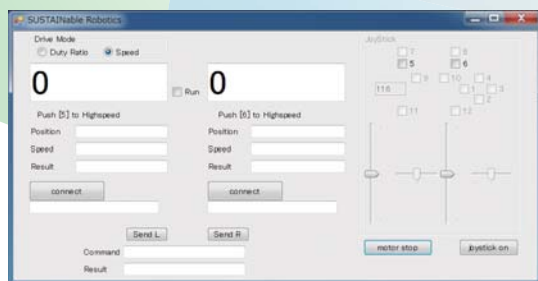 SUSTAINable Robotics
Drive Mode
Duty Ratio Speed
0 Run 0
Push [5] to Highspeed Push [6] to Highspeed
Position Position
Speed Speed
Result Result
connect connect
Send L Send R
Command
Result
JoyStick
7 8
5 6
9 10 4
116 1 3
2
11 12
motor stop joystick on